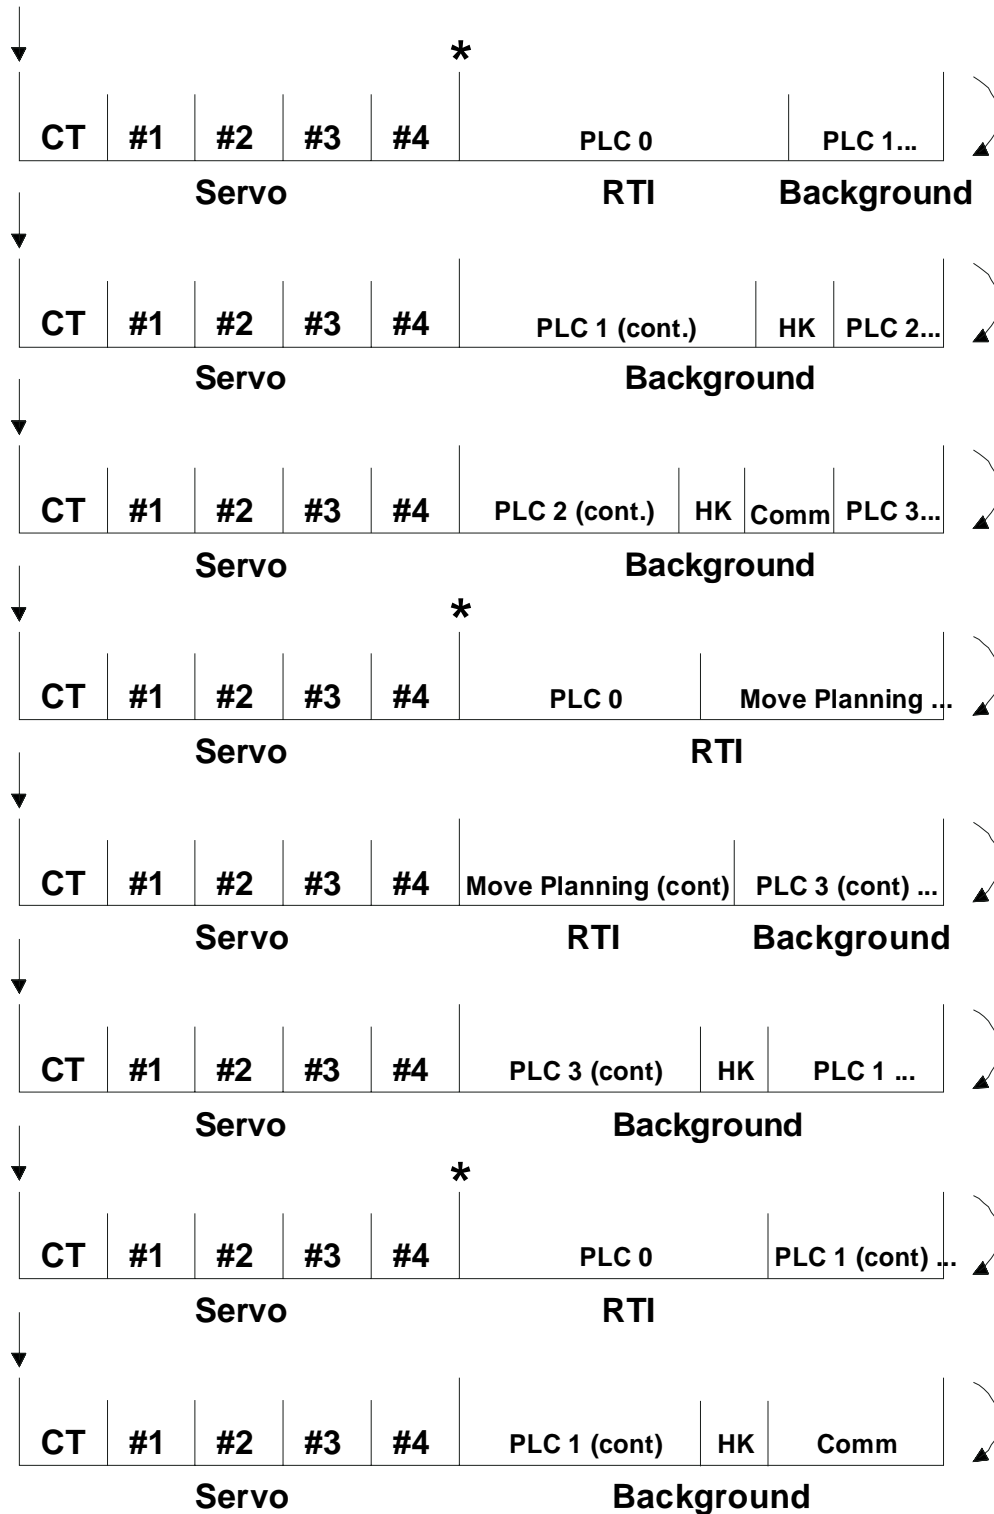 *
CT #1 #2 #3 #4 PLC 0 PLC 1...
Servo RTI Background
CT #1 #2 #3 #4 PLC 1 (cont.) HK PLC 2...
Servo Background
CT #1 #2 #3 #4 PLC 2 (cont.) HK Comm PLC 3...
Servo Background
*
CT #1 #2 #3 #4 PLC 0 Move Planning ...
Servo RTI
CT #1 #2 #3 #4 Move Planning (cont) PLC 3 (cont) ...
Servo RTI Background
CT #1 #2 #3 #4 PLC 3 (cont) HK PLC 1 ...
Servo Background
*
CT #1 #2 #3 #4 PLC 0 PLC 1 (cont) ...
Servo RTI
CT #1 #2 #3 #4 PLC 1 (cont) HK Comm
Servo Background